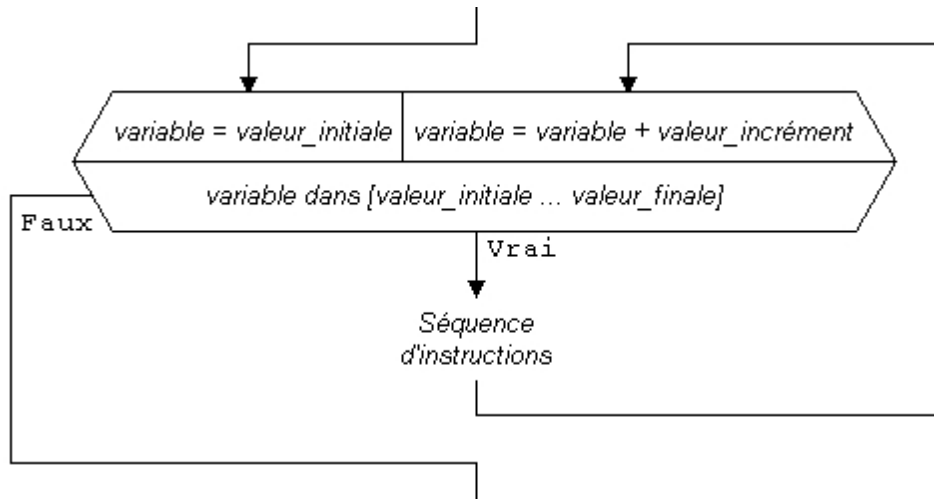 variable = valeur_initiale
variable = variable + valeur_incrément
variable dans [valeur_initiale ... valeur_finale]
Faux
Vrai
Séquence
d'instructions